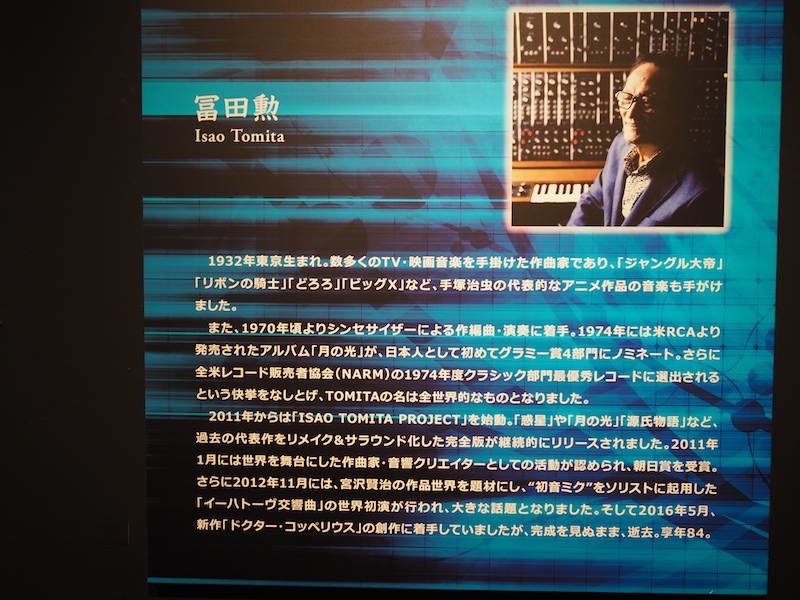 冨田勲
Isao Tomita
1932年東京生まれ。数多くのTV・映画音楽を手掛けた作曲家であり、「ジャングル大帝」
「リボンの騎士」「どろろ」「ビッグX」など、手塚治虫の代表的なアニメ作品の音楽も手がけ
ました。
また、1970年頃よりシンセサイザーによる作編曲・演奏に着手。1974年には米RCAより
発売されたアルバム「月の光」が、日本人として初めてグラミー賞4部門にノミネート。さらに
全米レコード販売者協会（NARM）の1974年度クラシック部門最優秀レコードに選出される
という快挙をなしとげ、TOMITAの名は全世界的なものとなりました。
2011年からは「ISAO TOMITA PROJECT」を始動。「惑星」や「月の光」「源氏物語」など、
過去の代表作をリメイク&サラウンド化した完全版が継続的にリリースされました。2011年
1月には世界を舞台にした作曲家・音響クリエイターとしての活動が認められ、朝日賞を受賞。
さらに2012年11月には、宮沢賢治の作品世界を題材にし、“初音ミク”をソリストに起用した
「イーハトーヴ交響曲」の世界初演が行われ、大きな話題となりました。そして2016年5月、
新作「ドクター・コッペリウス」の創作に着手していましたが、完成を見ぬまま、逝去。享年84。